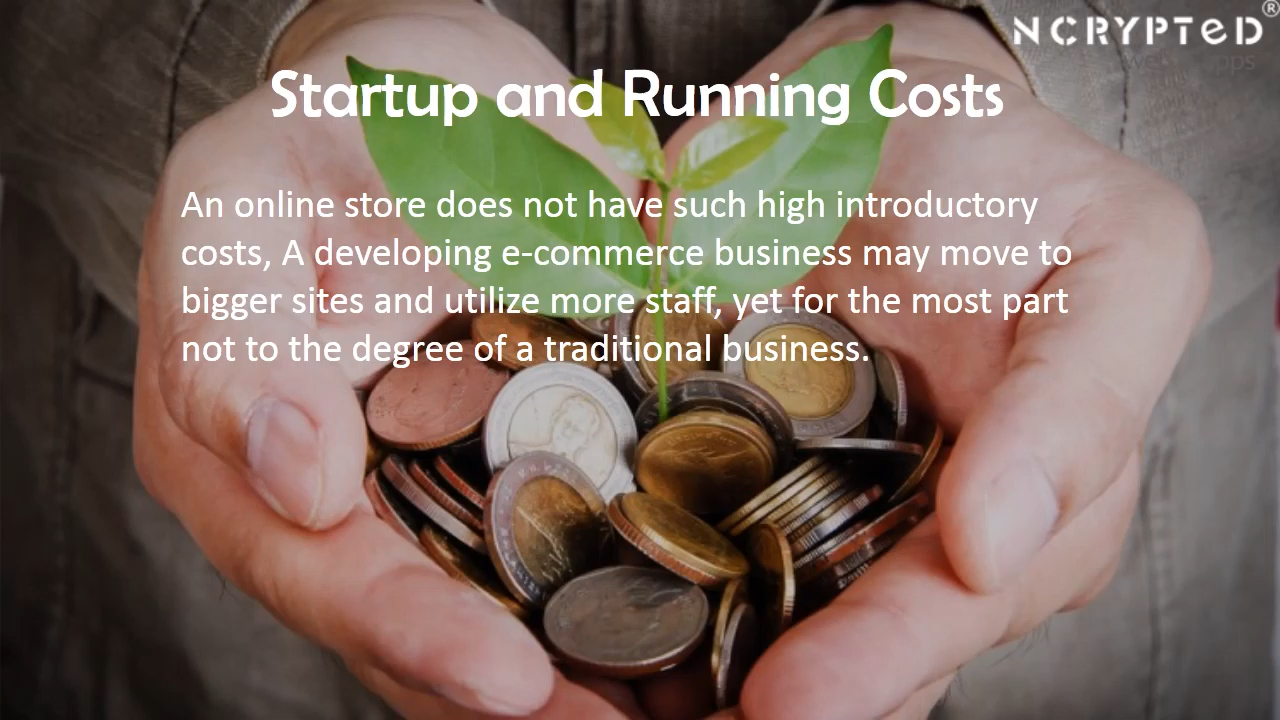 NCRYPTeD®
Startup and Running Costs
An online store does not have such high introductory
costs, A developing e-commerce business may move to
bigger sites and utilize more staff, yet for the most part
not to the degree of a traditional business.